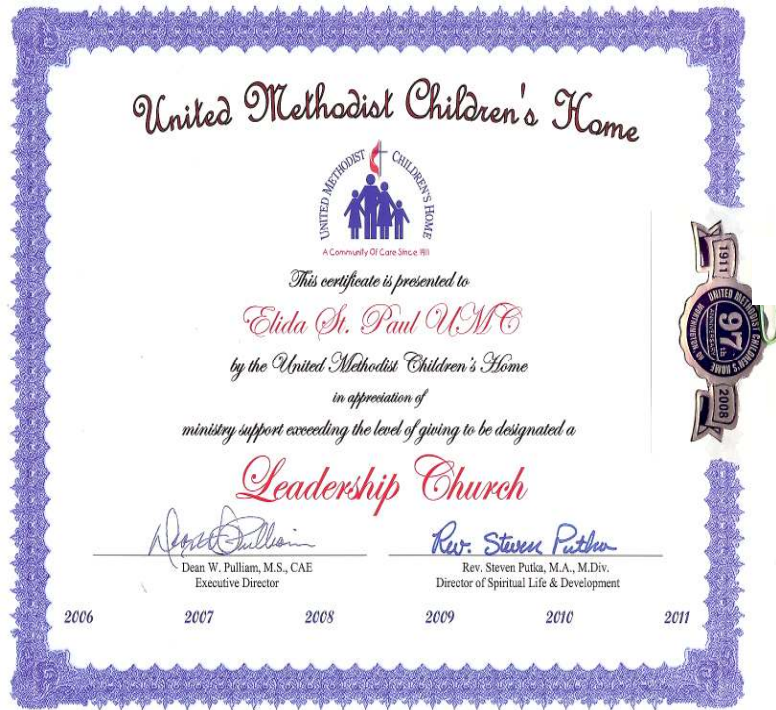 United Methodist Children's Home
UNITED METHODIST CHILDREN'S HOME
A Community Of Care Since 1911
This certificate is presented to
Elida St. Paul UMC
by the United Methodist Children's Home
in appreciation of
ministry support exceeding the level of giving to be designated a
Leadership Church
Rev. Steven Putka
Dean W. Pulliam, M.S., CAE
Executive Director
Rev. Steven Putka, M.A., M.Div.
Director of Spiritual Life & Development
2006 2007 2008 2009 2010 2011
1911
UNITED METHODIST CHILDREN'S HOME
WORTHINGTON OH
97th
ANNIVERSARY
2008